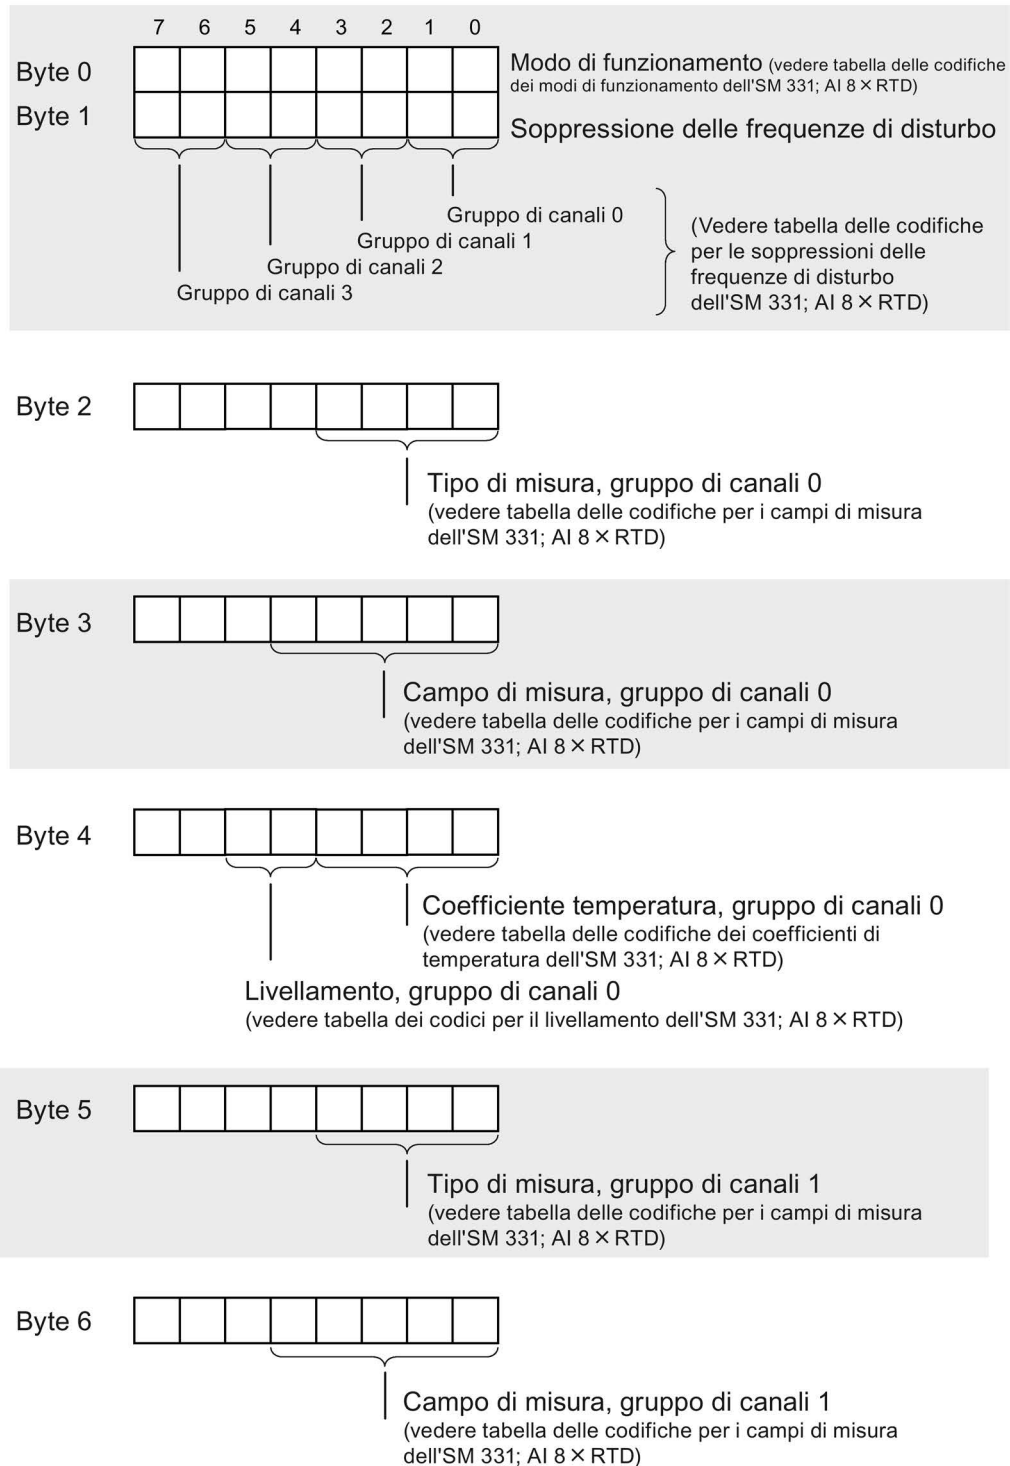 7 6 5 4 3 2 1 0
Byte 0
Modo di funzionamento (vedere tabella delle codifiche
dei modi di funzionamento dell'SM 331; AI 8 × RTD)
Byte 1
Soppressione delle frequenze di disturbo
Gruppo di canali 0
Gruppo di canali 1
Gruppo di canali 2
Gruppo di canali 3
(Vedere tabella delle codifiche
per le soppressioni delle
frequenze di disturbo
dell'SM 331; AI 8 × RTD)
Byte 2
Tipo di misura, gruppo di canali 0
(vedere tabella delle codifiche per i campi di misura
dell'SM 331; AI 8 × RTD)
Byte 3
Campo di misura, gruppo di canali 0
(vedere tabella delle codifiche per i campi di misura
dell'SM 331; AI 8 × RTD)
Byte 4
Coefficiente temperatura, gruppo di canali 0
(vedere tabella delle codifiche dei coefficienti di
temperatura dell'SM 331; AI 8 × RTD)
Livellamento, gruppo di canali 0
(vedere tabella dei codici per il livellamento dell'SM 331; AI 8 × RTD)
Byte 5
Tipo di misura, gruppo di canali 1
(vedere tabella delle codifiche per i campi di misura
dell'SM 331; AI 8 × RTD)
Byte 6
Campo di misura, gruppo di canali 1
(vedere tabella delle codifiche per i campi di misura
dell'SM 331; AI 8 × RTD)